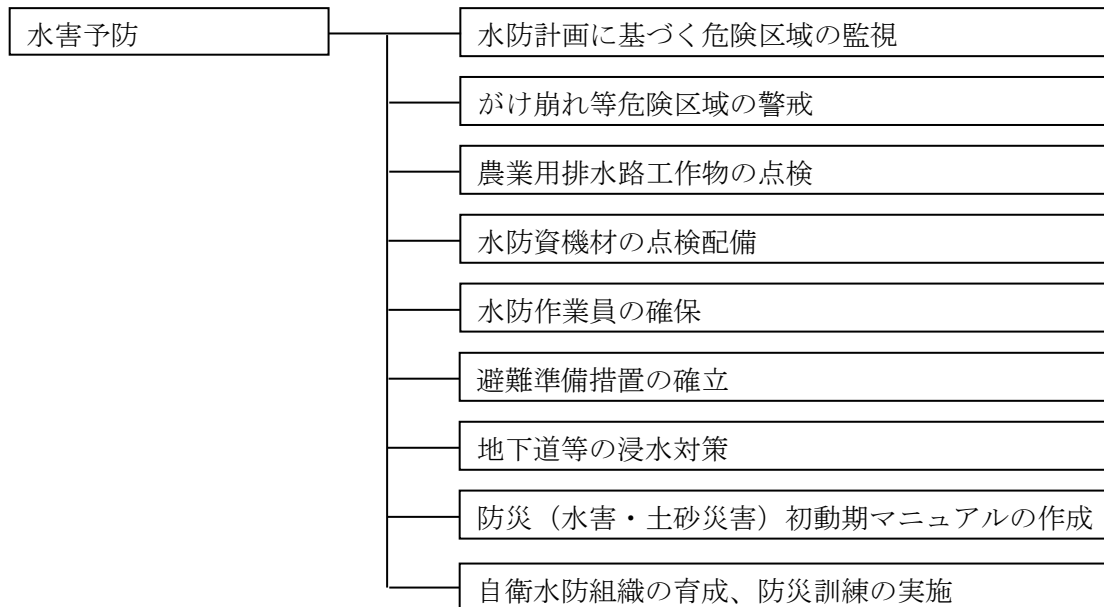 水害予防
水防計画に基づく危険区域の監視
がけ崩れ等危険区域の警戒
農業用排水路工作物の点検
水防資機材の点検配備
水防作業員の確保
避難準備措置の確立
地下道等の浸水対策
防災（水害・土砂災害）初動期マニュアルの作成
自衛水防組織の育成、防災訓練の実施